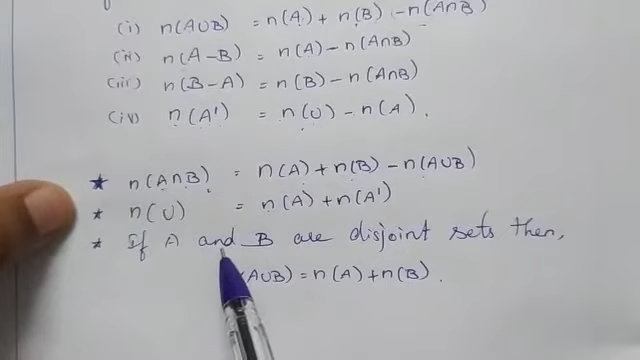 (i) n(A∪B) = n(A) + n(B) - n(A∩B)
(ii) n(A-B) = n(A) - n(A∩B)
(iii) n(B-A) = n(B) - n(A∩B)
(iv) n(A') = n(U) - n(A).
★ n(A∩B) = n(A) + n(B) - n(A∪B)
★ n(U) = n(A) + n(A')
★ If A and B are disjoint sets then,
(A∪B) = n(A) + n(B).